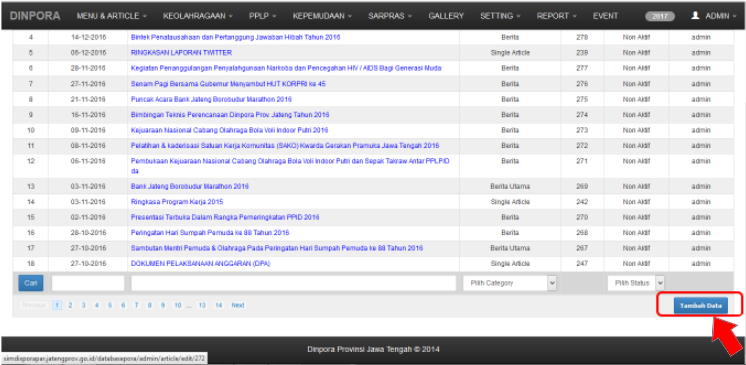 DINPORA MENU & ARTICLE KEOLAHRAGAAN PPLP KEPEMUDAAN SARPRAS GALLERY SETTING REPORT EVENT 2017 ADMIN
4 14-12-2016 Bintek Penatausahaan dan Pertanggung Jawaban Hibah Tahun 2016 Berita 278 Non Aktif admin
5 06-12-2016 RINGKASAN LAPORAN TWITTER Single Article 239 Non Aktif admin
6 28-11-2016 Kegiatan Penanggulangan Penyalahgunaan Narkoba dan Pencegahan HIV / AIDS Bagi Generasi Muda Berita 277 Non Aktif admin
7 27-11-2016 Senam Pagi Bersama Gubernur Menyambut HUT KORPRI ke 45 Berita 276 Non Aktif admin
8 21-11-2016 Puncak Acara Bank Jateng Borobudur Marathon 2016 Berita 275 Non Aktif admin
9 16-11-2016 Bimbingan Teknis Perencanaan Dinpora Prov Jateng Tahun 2016 Berita 274 Non Aktif admin
10 09-11-2016 Kejuaraan Nasional Cabang Olahraga Bola Voli Indoor Putri 2016 Berita 273 Non Aktif admin
11 08-11-2016 Pelatihan & kaderisasi Satuan Kerja Komunitas (SAKO) Kwarda Gerakan Pramuka Jawa Tengah 2016 Berita 272 Non Aktif admin
12 06-11-2016 Pembukaan Kejuaraan Nasional Cabang Olahraga Bola Voli Indoor Putri dan Sepak Takraw Antar PPLP/PPLPD Berita 271 Non Aktif admin
da
13 03-11-2016 Bank Jateng Borobudur Marathon 2016 Berita Utama 269 Non Aktif admin
14 03-11-2016 Ringkasa Program Kerja 2015 Single Article 242 Non Aktif admin
15 02-11-2016 Presentasi Terbuka Dalam Rangka Pemeringkatan PPID 2016 Berita 270 Non Aktif admin
16 28-10-2016 Peringatan Hari Sumpah Pemuda ke 88 Tahun 2016 Berita 268 Non Aktif admin
17 27-10-2016 Sambutan Mentri Pemuda & Olahraga Pada Peringatan Hari Sumpah Pemuda ke 88 Tahun 2016 Berita Utama 267 Non Aktif admin
18 27-10-2016 DOKUMEN PELAKSANAAN ANGGARAN (DPA) Single Article 247 Non Aktif admin
Cari Pilih Category Pilih Status
Previous 1 2 3 4 5 6 7 8 9 10 ... 13 14 Next Tambah Data
Dinpora Provinsi Jawa Tengah © 2014
simdisporapar.jatengprov.go.id/databasepora/admin/article/edit/272